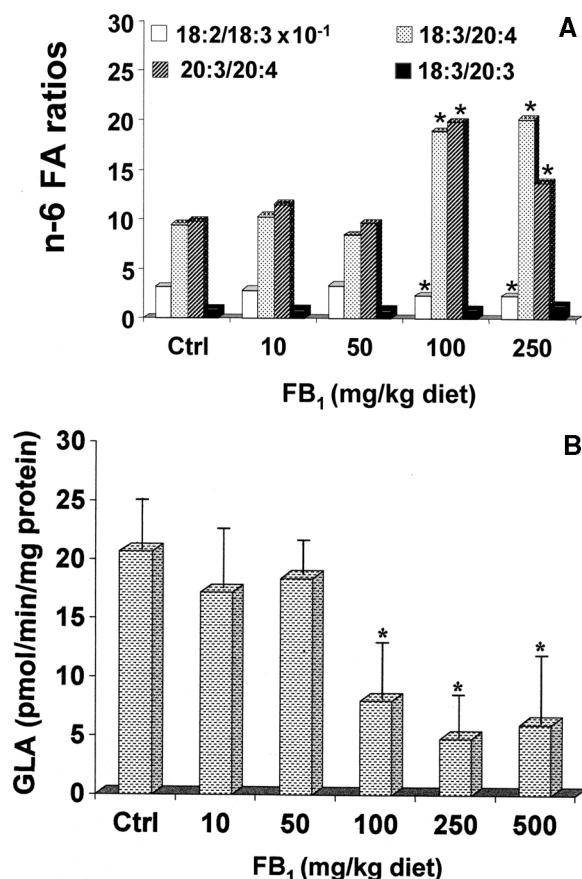 A
n-6 FA ratios
30
25
20
15
10
5
0
18:2/18:3 x10⁻¹
18:3/20:4
20:3/20:4
18:3/20:3
* * * *
* *
Ctrl 10 50 100 250
FB₁ (mg/kg diet)
B
GLA (pmol/min/mg protein)
30
25
20
15
10
5
0
* * *
Ctrl 10 50 100 250 500
FB₁ (mg/kg diet)